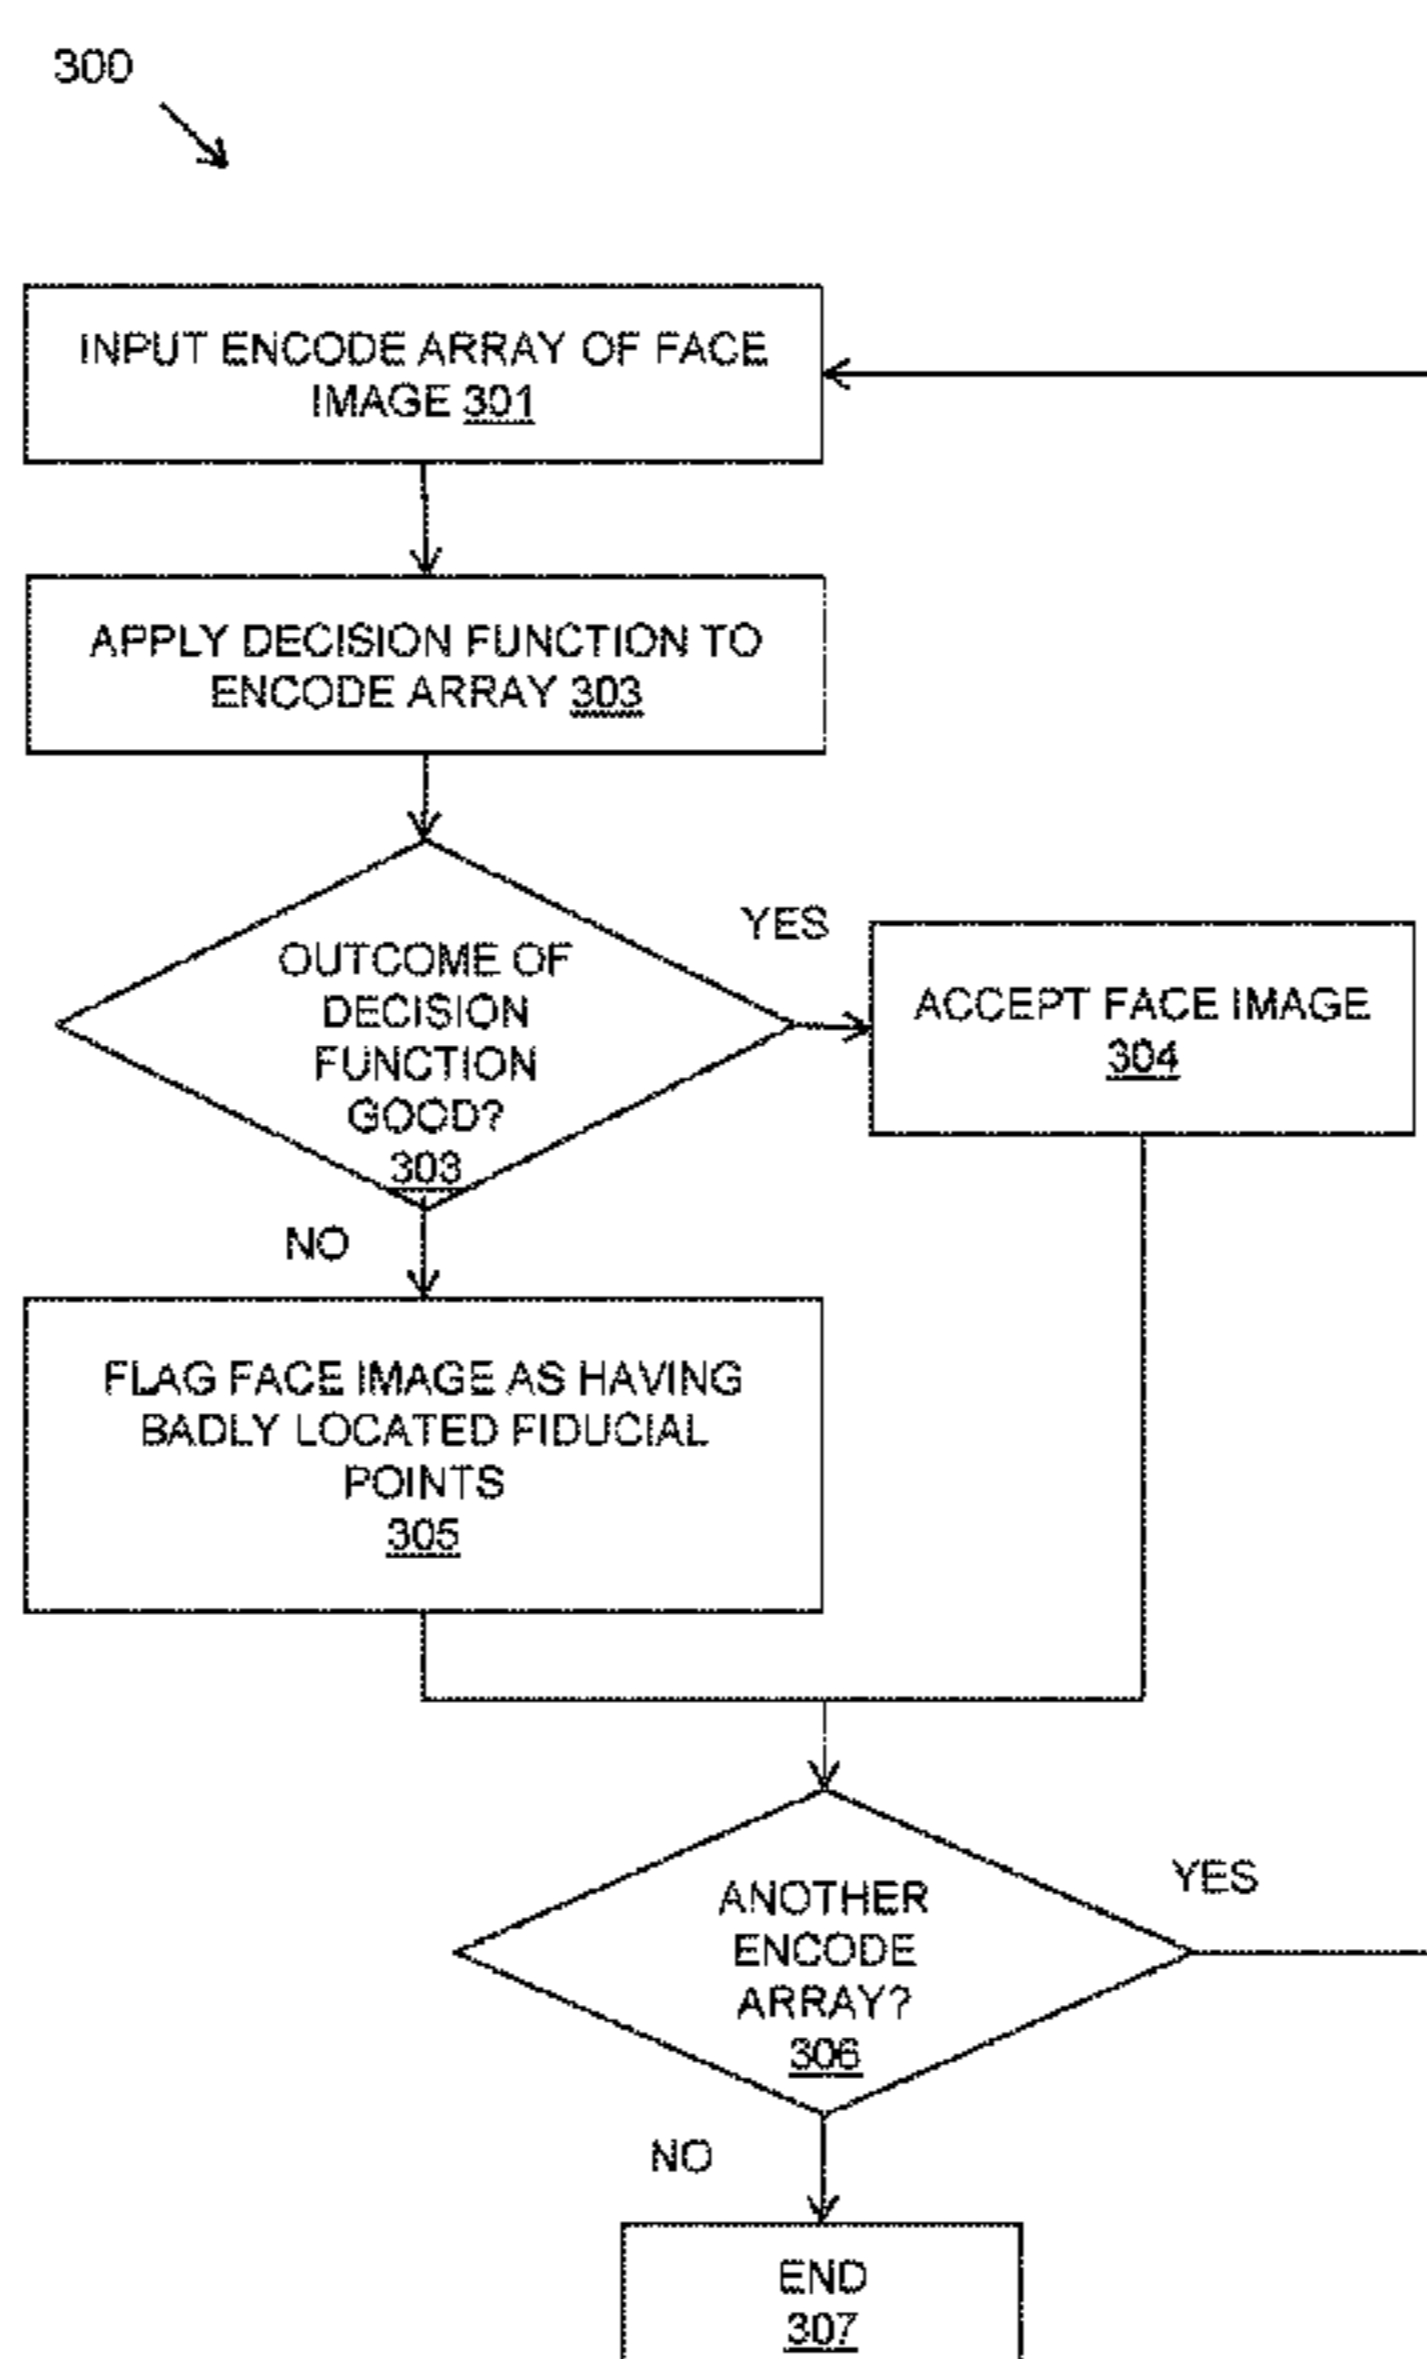 300
INPUT ENCODE ARRAY OF FACE
IMAGE 301
APPLY DECISION FUNCTION TO
ENCODE ARRAY 303
OUTCOME OF
DECISION
FUNCTION
GOOD?
303
YES
ACCEPT FACE IMAGE
304
NO
FLAG FACE IMAGE AS HAVING
BADLY LOCATED FIDUCIAL
POINTS
305
ANOTHER
ENCODE
ARRAY?
306
YES
NO
END
307